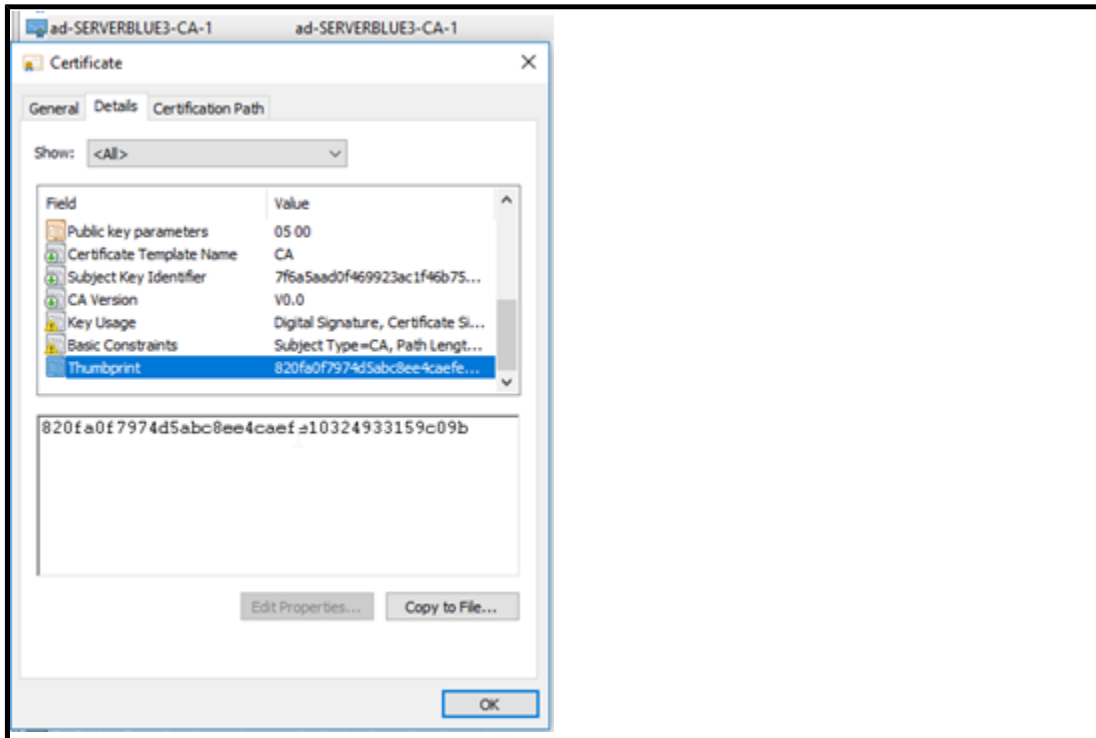 ad-SERVERBLUE3-CA-1 ad-SERVERBLUE3-CA-1
Certificate
General Details Certification Path
Show: <All>
Field Value
Public key parameters 05 00
Certificate Template Name CA
Subject Key Identifier 7f6a5aad0f469923ac1f46b75...
CA Version V0.0
Key Usage Digital Signature, Certificate Si...
Basic Constraints Subject Type=CA, Path Lengt...
Thumbprint 820fa0f7974d5abc8ee4caefe...
820fa0f7974d5abc8ee4caefe10324933159c09b
Edit Properties... Copy to File...
OK